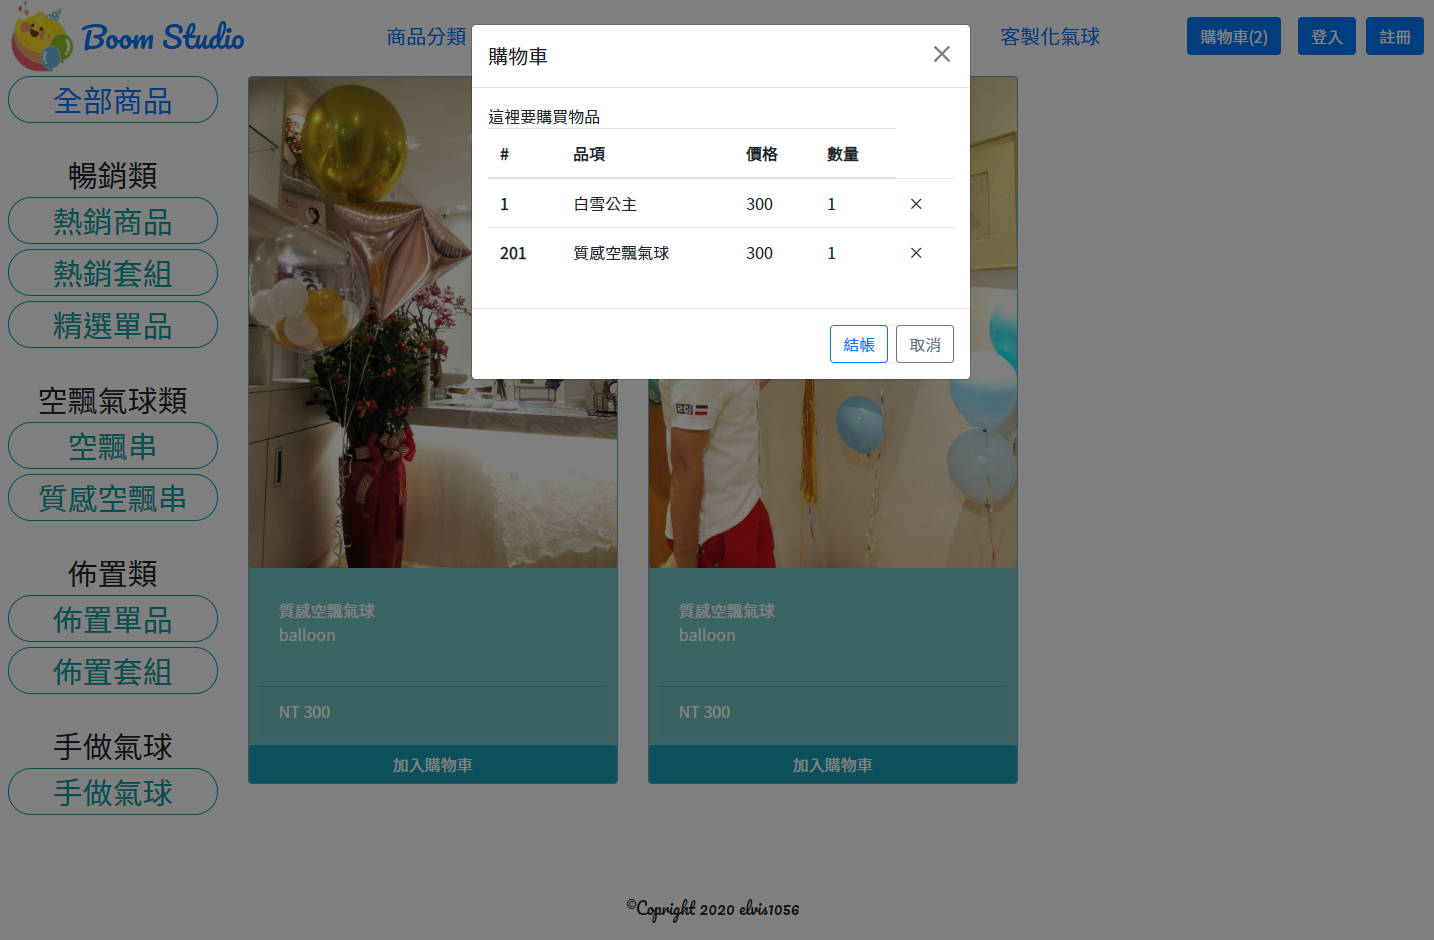 Boom Studio
商品分類
客製化氣球
購物車(2)
登入
註冊
購物車
×
這裡要購買物品
# 品項 價格 數量
1 白雪公主 300 1 ×
201 質感空飄氣球 300 1 ×
結帳
取消
全部商品
暢銷類
熱銷商品
熱銷套組
精選單品
空飄氣球類
空飄串
質感空飄串
佈置類
佈置單品
佈置套組
手做氣球
手做氣球
質感空飄氣球
balloon
NT 300
加入購物車
質感空飄氣球
balloon
NT 300
加入購物車
©Copright 2020 elvis1056